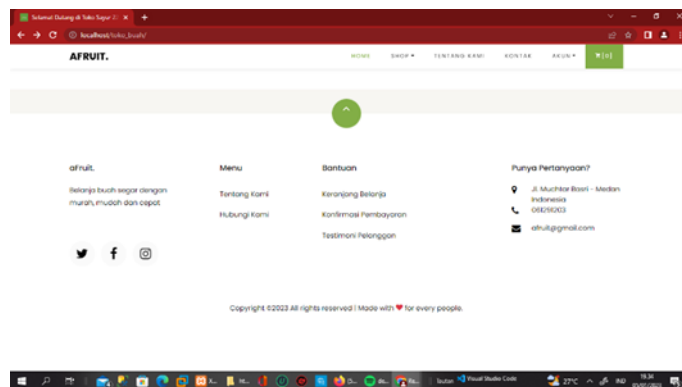 Selamat Datang di Toko Sayur
localhost/toko_buah/
AFRUIT.
HOME SHOP TENTANG KAMI KONTAK AKUN [0]
afruit.
Menu
Bantuan
Punya Pertanyaan?
Belanja buah segar dengan
murah, mudah dan cepat
Tentang Kami
Hubungi Kami
Keranjang Belanja
Konfirmasi Pembayaran
Testimoni Pelanggan
Jl. Muchtar Basri - Medan
Indonesia
061291203
afruit@gmail.com
Copyright ©2023 All rights reserved | Made with ❤ for every people.
Visual Studio Code
27°C
IND